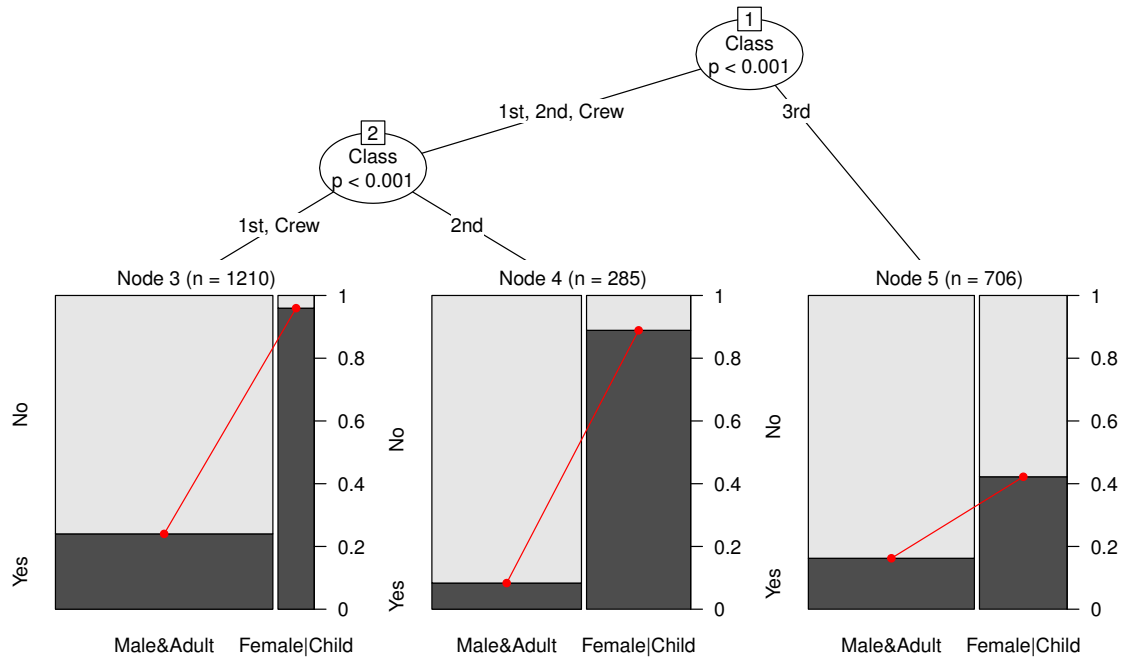 1
Class
p < 0.001
1st, 2nd, Crew
3rd
2
Class
p < 0.001
1st, Crew
2nd
Node 3 (n = 1210)
No
Yes
1
0.8
0.6
0.4
0.2
0
Male&Adult
Female|Child
Node 4 (n = 285)
No
Yes
1
0.8
0.6
0.4
0.2
0
Male&Adult
Female|Child
Node 5 (n = 706)
No
Yes
1
0.8
0.6
0.4
0.2
0
Male&Adult
Female|Child